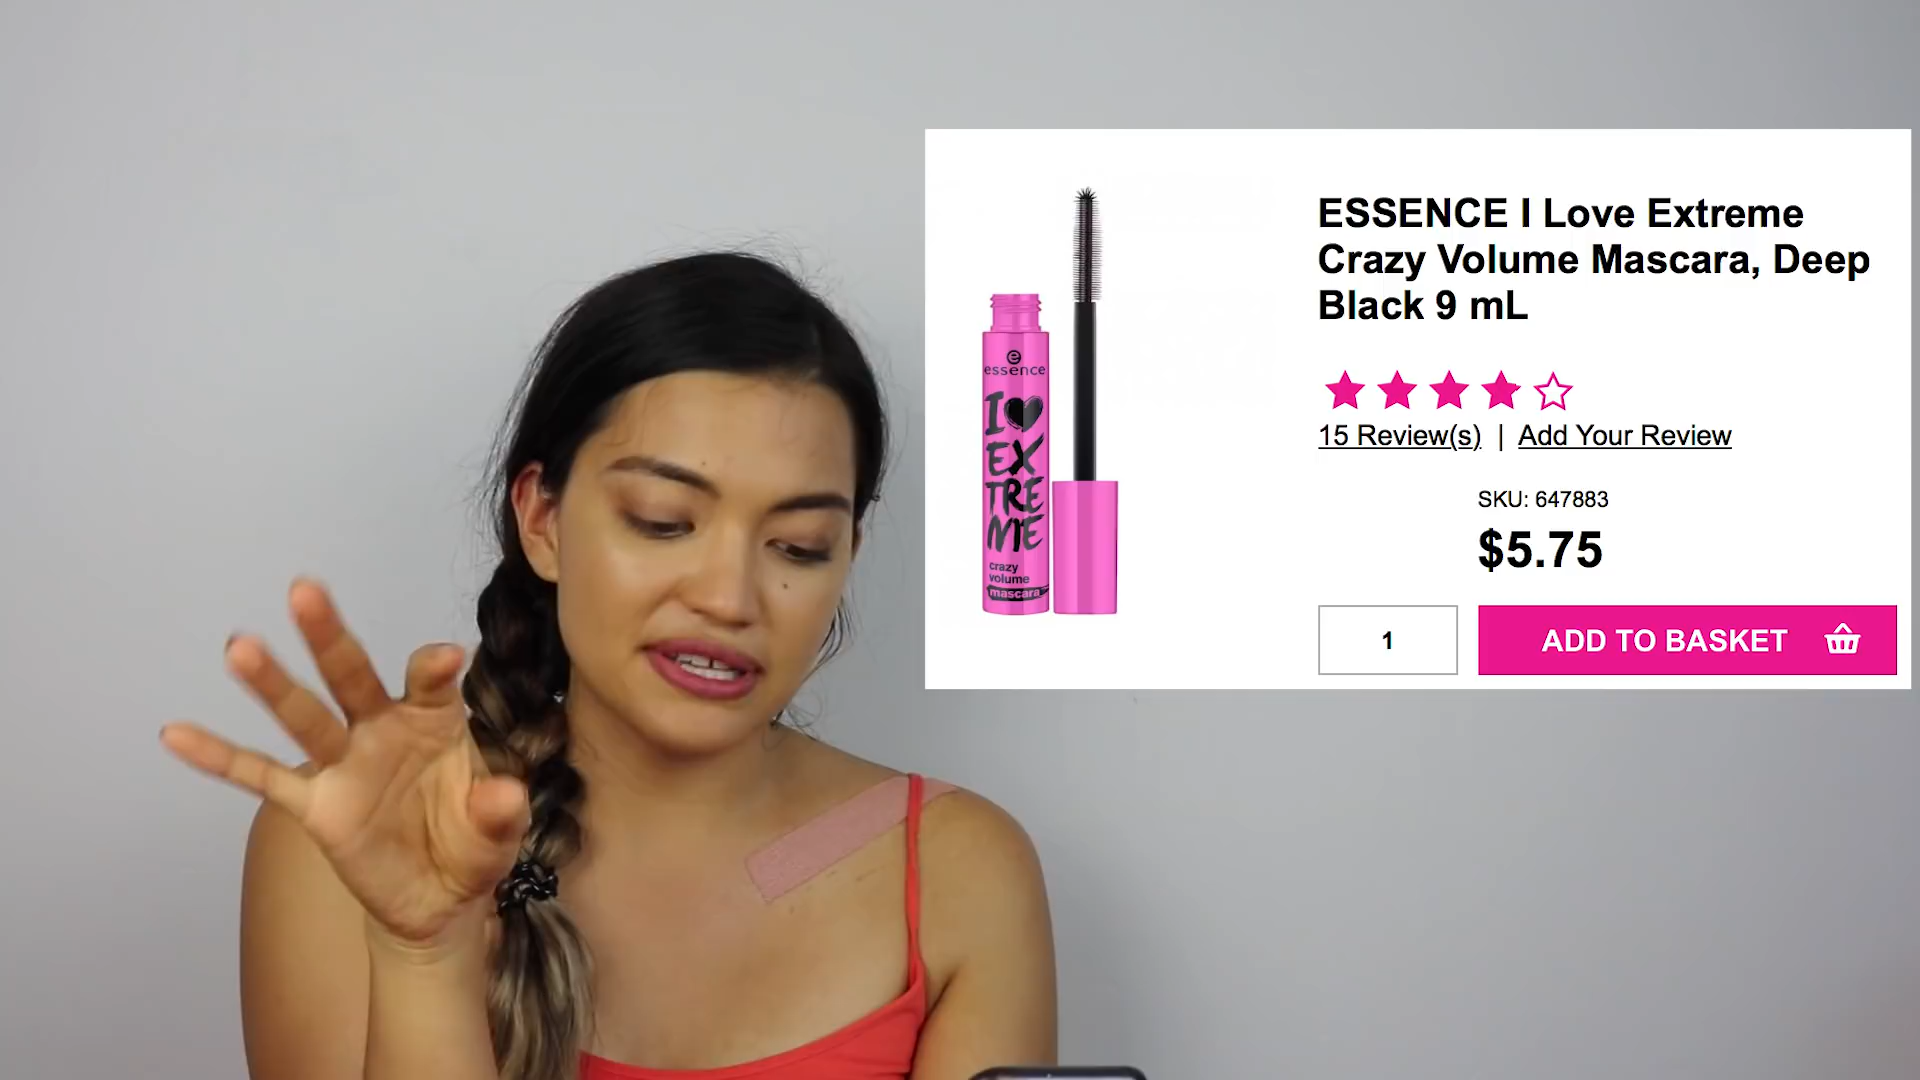 ESSENCE I Love Extreme
Crazy Volume Mascara, Deep
Black 9 mL
15 Review(s) | Add Your Review
SKU: 647883
$5.75
1
ADD TO BASKET
e
essence
I
EX
TRE
ME
crazy
volume
mascara